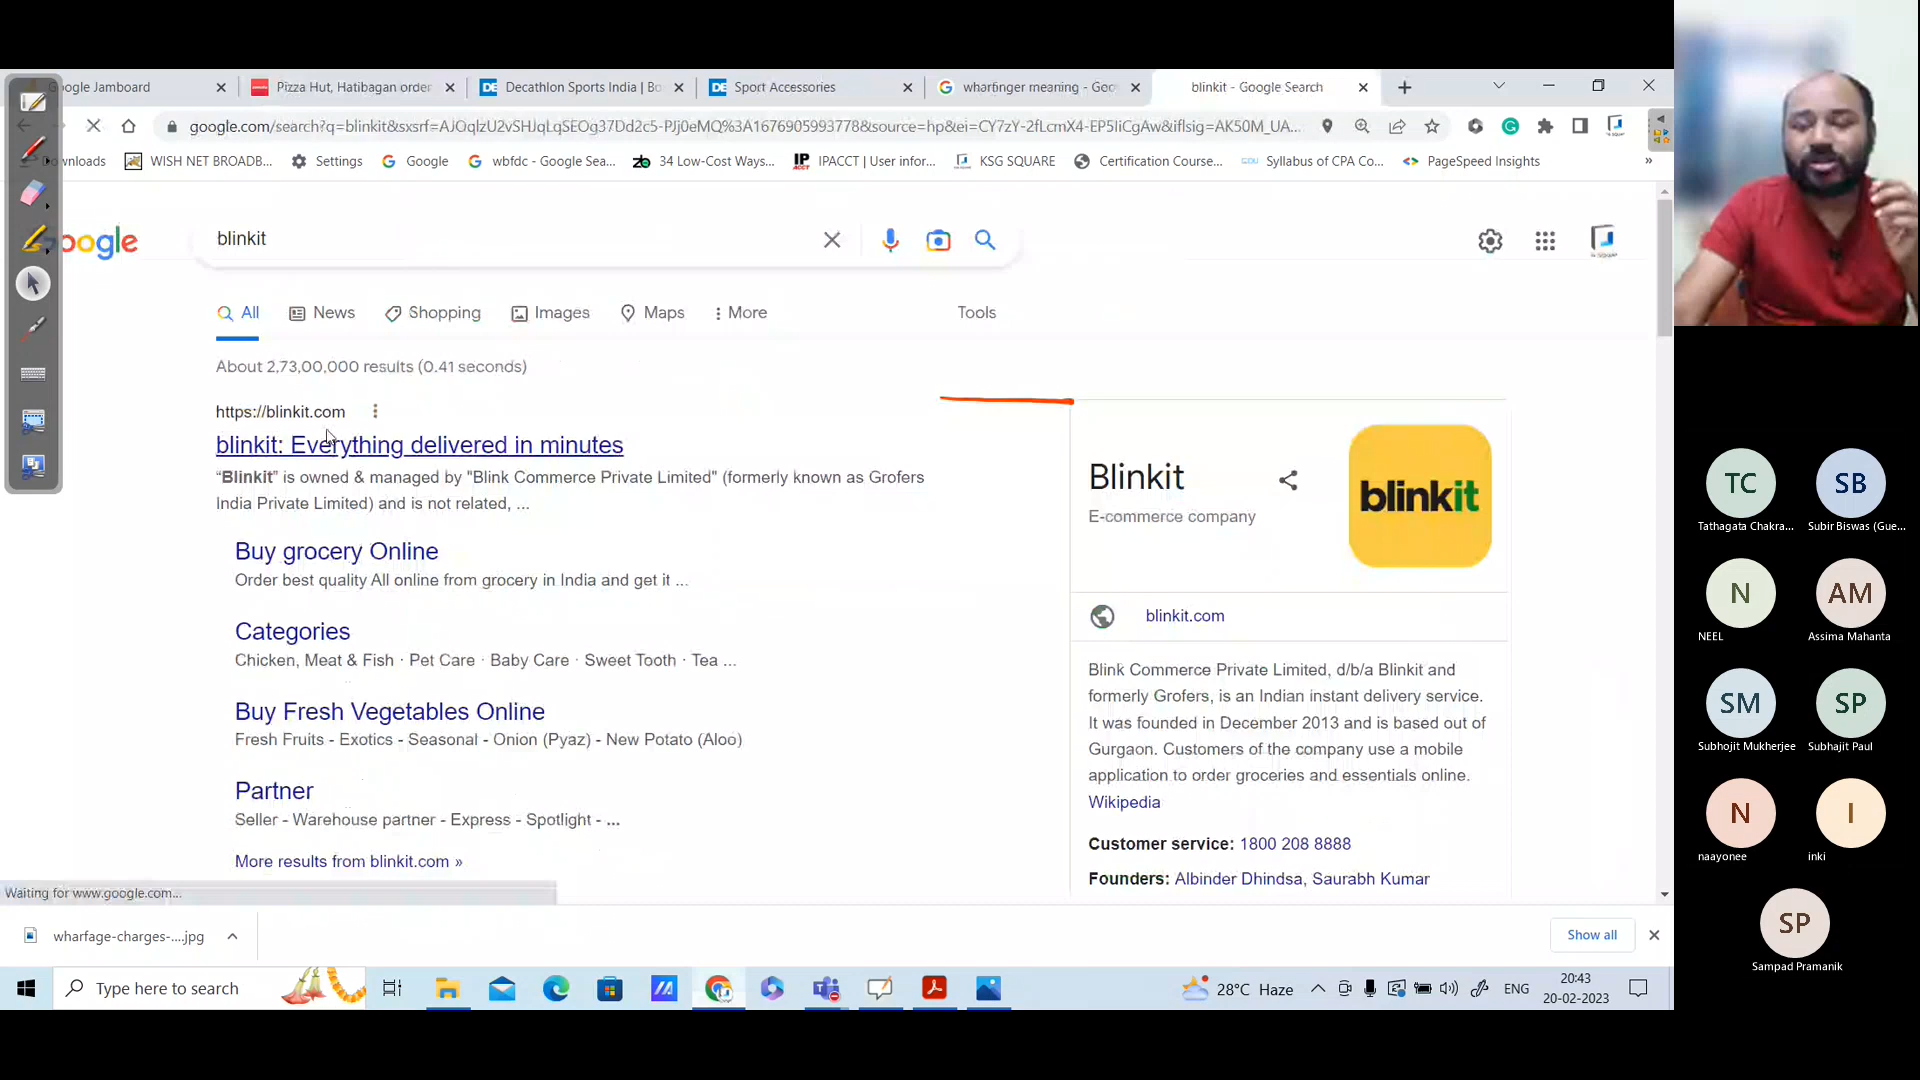 Google Jamboard
Pizza Hut, Hatibagan order
Decathlon Sports India | Bo
Sport Accessories
wharfinger meaning - Goo
blinkit - Google Search
google.com/search?q=blinkit&sxsrf=AJOqlzU2vSHJqLqSEOg37Dd2c5-PJj0eMQ%3A1676905993778&source=hp&ei=CY7zY-2fLcmX4-EP5IiCgAw&iflsig=AK50M_UA...
ownloads
WISH NET BROADB...
Settings
Google
wbfdc - Google Sea...
34 Low-Cost Ways...
IPACCT | User infor...
KSG SQUARE
Certification Course...
Syllabus of CPA Co...
PageSpeed Insights
»
Google
blinkit
All
News
Shopping
Images
Maps
More
Tools
About 2,73,00,000 results (0.41 seconds)
https://blinkit.com
blinkit: Everything delivered in minutes
“Blinkit” is owned & managed by "Blink Commerce Private Limited" (formerly known as Grofers
India Private Limited) and is not related, ...
Buy grocery Online
Order best quality All online from grocery in India and get it ...
Categories
Chicken, Meat & Fish · Pet Care · Baby Care · Sweet Tooth · Tea ...
Buy Fresh Vegetables Online
Fresh Fruits - Exotics - Seasonal - Onion (Pyaz) - New Potato (Aloo)
Partner
Seller - Warehouse partner - Express - Spotlight - ...
More results from blinkit.com »
Blinkit
E-commerce company
blinkit
blinkit.com
Blink Commerce Private Limited, d/b/a Blinkit and
formerly Grofers, is an Indian instant delivery service.
It was founded in December 2013 and is based out of
Gurgaon. Customers of the company use a mobile
application to order groceries and essentials online.
Wikipedia
Customer service: 1800 208 8888
Founders: Albinder Dhindsa, Saurabh Kumar
Waiting for www.google.com...
wharfage-charges-....jpg
Show all
Type here to search
28°C Haze
ENG
20:43
20-02-2023
TC
Tathagata Chakra...
SB
Subir Biswas (Gue...
N
NEEL
AM
Assima Mahanta
SM
Subhojit Mukherjee
SP
Subhajit Paul
N
naayonee
I
inki
SP
Sampad Pramanik